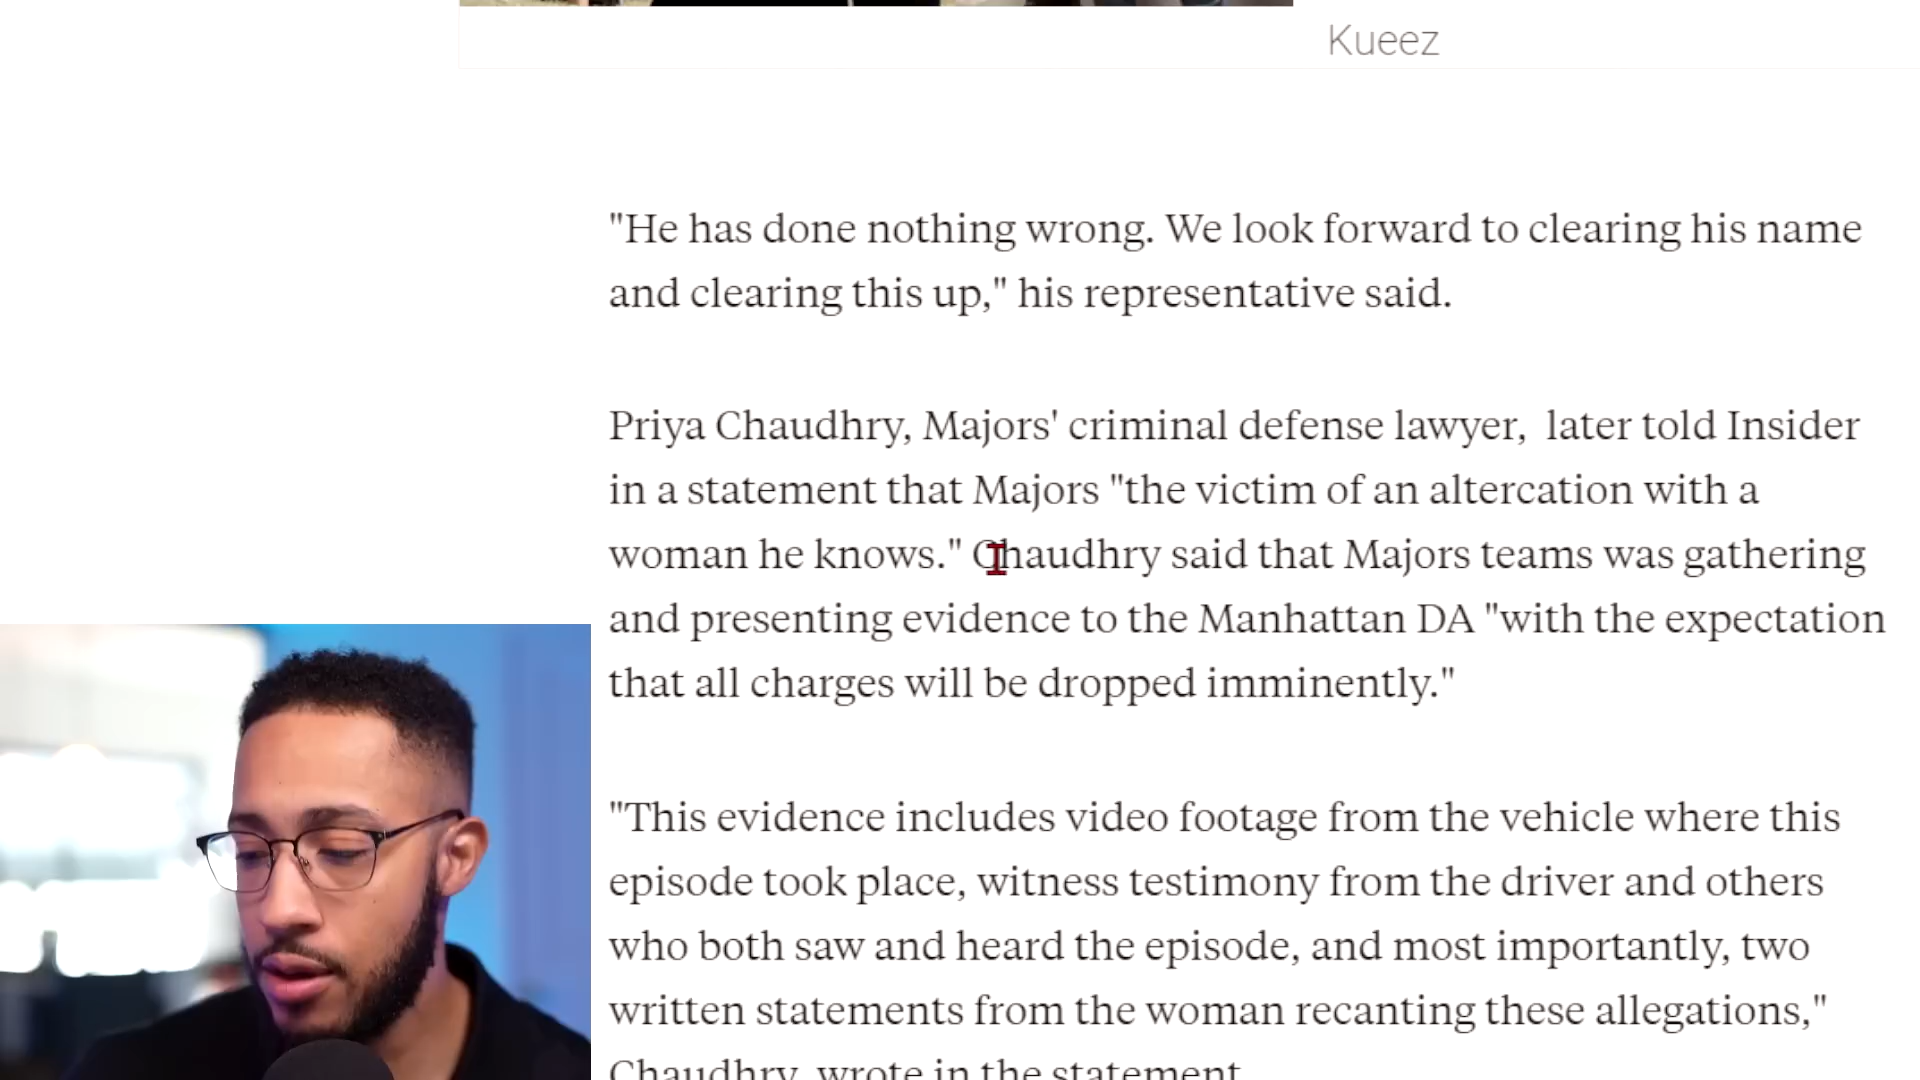 Kueez
"He has done nothing wrong. We look forward to clearing his name
and clearing this up," his representative said.
Priya Chaudhry, Majors' criminal defense lawyer,  later told Insider
in a statement that Majors "the victim of an altercation with a
woman he knows." Chaudhry said that Majors teams was gathering
and presenting evidence to the Manhattan DA "with the expectation
that all charges will be dropped imminently."
"This evidence includes video footage from the vehicle where this
episode took place, witness testimony from the driver and others
who both saw and heard the episode, and most importantly, two
written statements from the woman recanting these allegations,"
Chaudhry, wrote in the statement